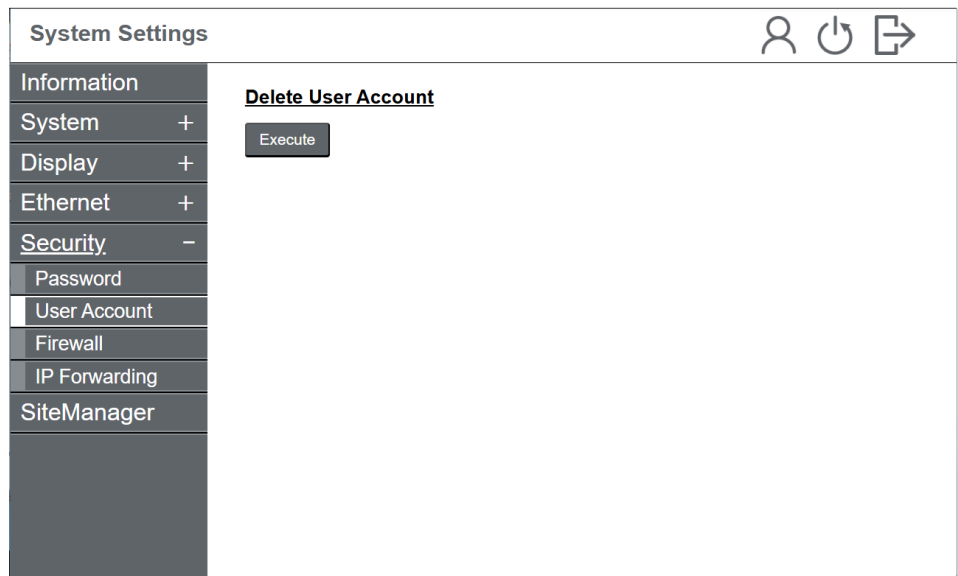 System Settings
Information
System +
Display +
Ethernet +
Security -
Password
User Account
Firewall
IP Forwarding
SiteManager
Delete User Account
Execute